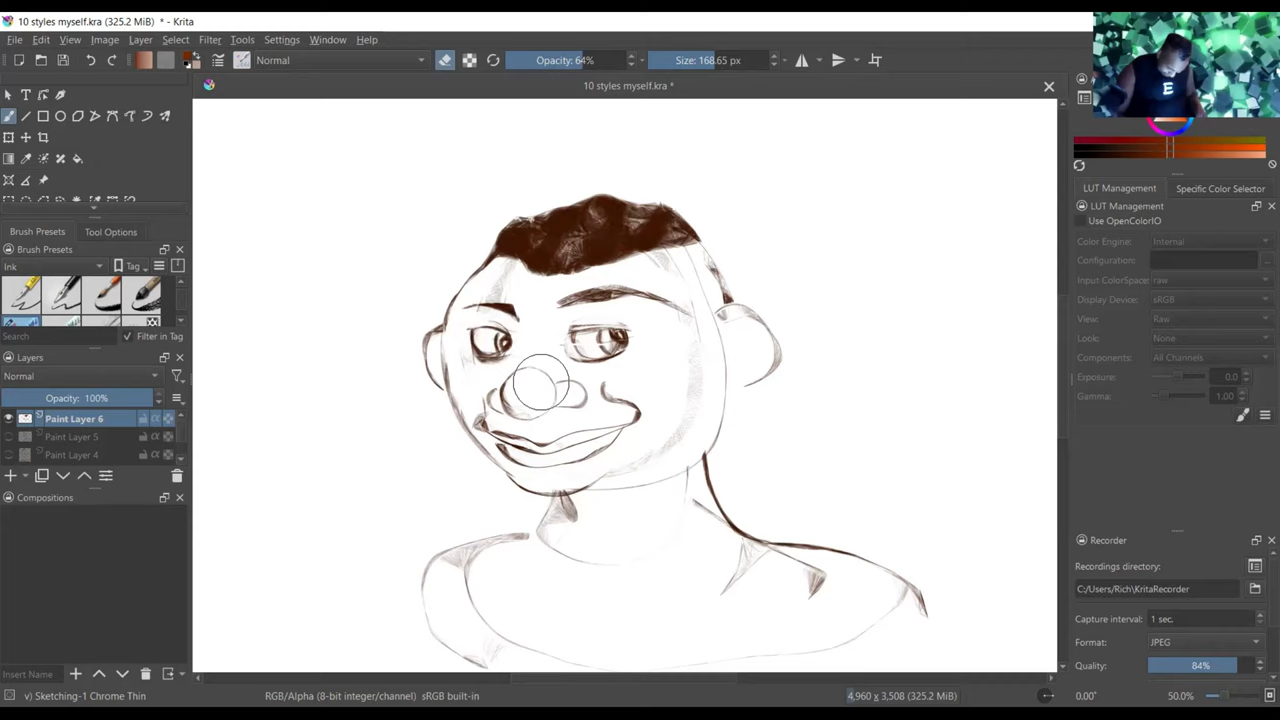 10 styles myself.kra (325.2 MiB) * - Krita
File Edit View Image Layer Select Filter Tools Settings Window Help
Normal
Opacity: 64%
Size: 168.65 px
E
10 styles myself.kra *
Brush Presets
Tool Options
Brush Presets
Ink
Tag
Search
Filter in Tag
Layers
Normal
Opacity: 100%
Paint Layer 6
Paint Layer 5
Paint Layer 4
Compositions
Insert Name
v) Sketching-1 Chrome Thin
RGB/Alpha (8-bit integer/channel) sRGB built-in
4,960 x 3,508 (325.2 MiB)
0.00°
50.0%
LUT Management
Specific Color Selector
LUT Management
Use OpenColorIO
Color Engine: Internal
Configuration:
Input ColorSpace: raw
Display Device: sRGB
View: Raw
Look: None
Components: All Channels
Exposure: 0.0
Gamma: 1.00
Recorder
Recordings directory:
C:/Users/Rich/KritaRecorder
Capture interval: 1 sec.
Format: JPEG
Quality: 84%